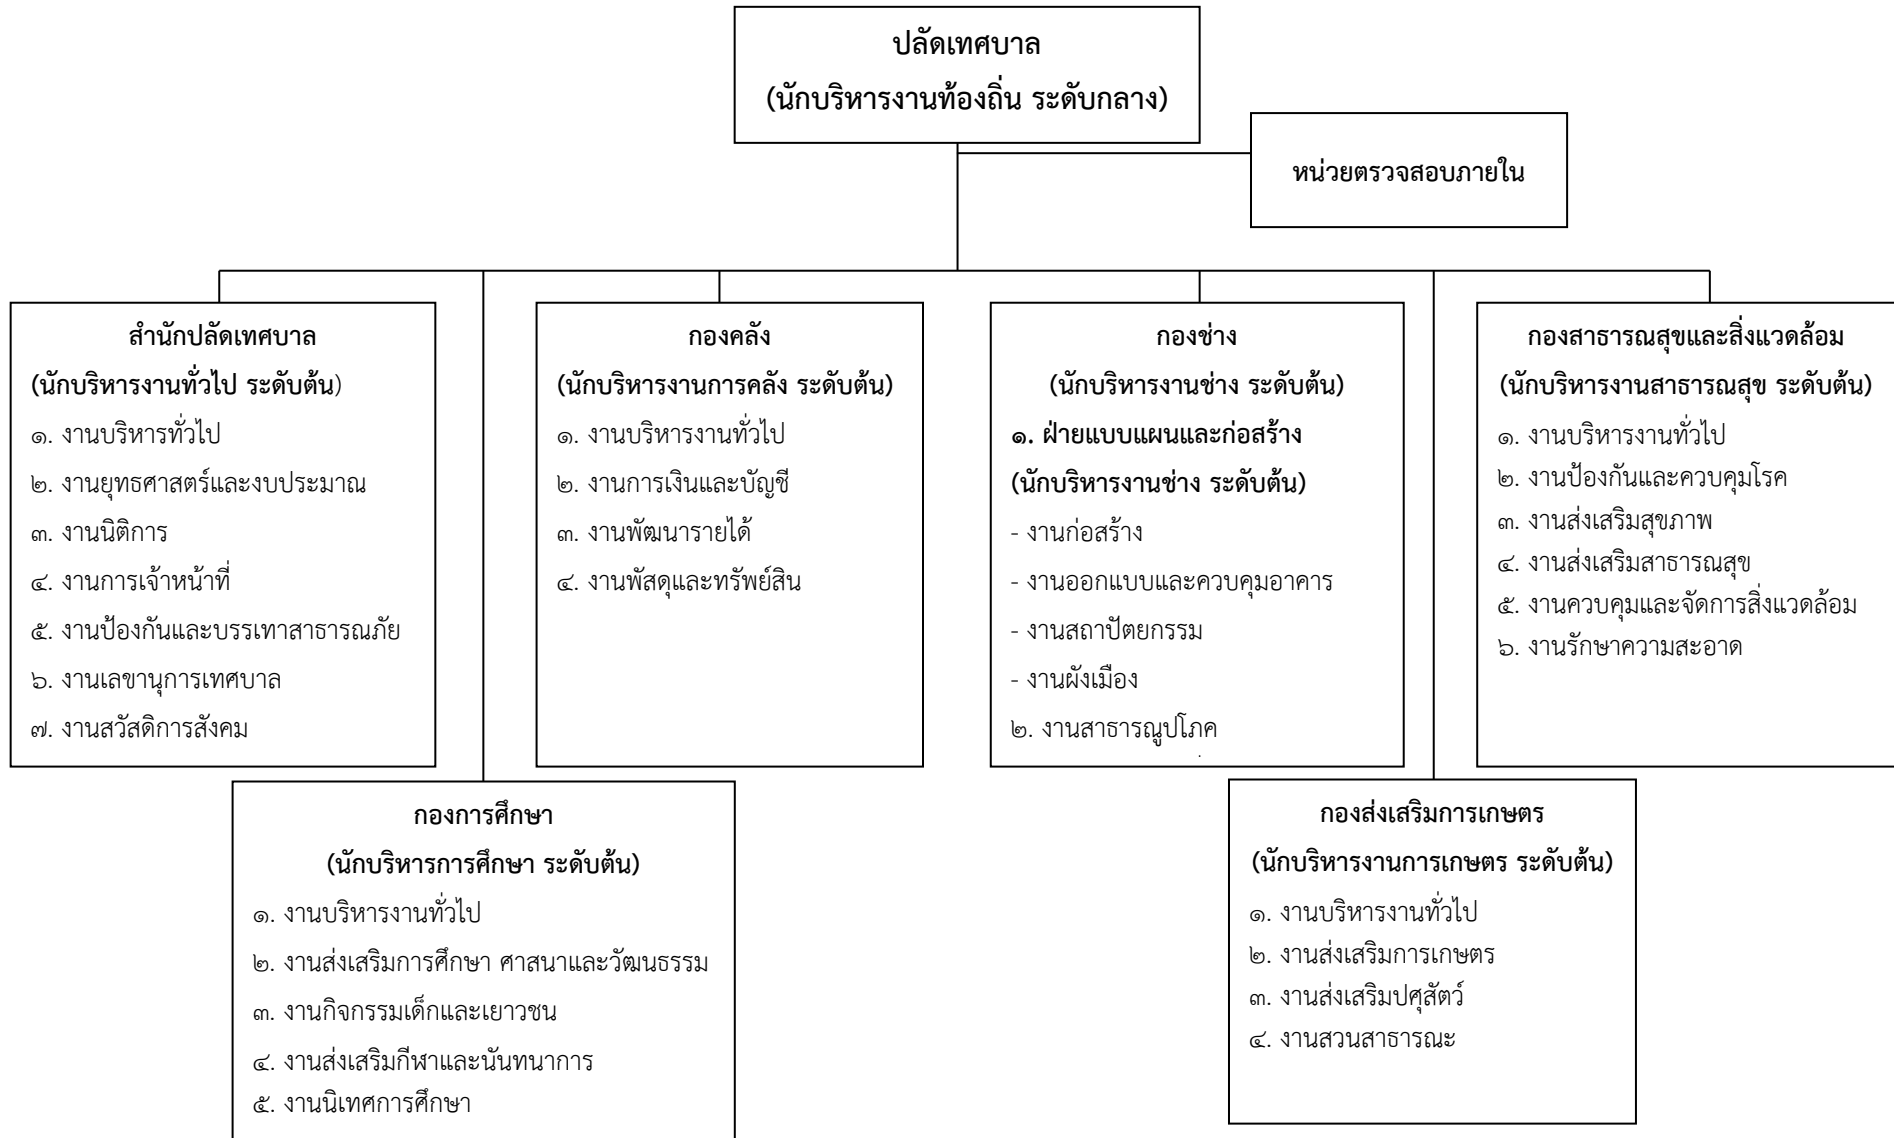 ปลัดเทศบาล
(นักบริหารงานท้องถิ่น ระดับกลาง)
หน่วยตรวจสอบภายใน
สำนักปลัดเทศบาล
(นักบริหารงานทั่วไป ระดับต้น)
๑. งานบริหารทั่วไป
๒. งานยุทธศาสตร์และงบประมาณ
๓. งานนิติการ
๔. งานการเจ้าหน้าที่
๕. งานป้องกันและบรรเทาสาธารณภัย
๖. งานเลขานุการเทศบาล
๗. งานสวัสดิการสังคม
กองคลัง
(นักบริหารงานการคลัง ระดับต้น)
๑. งานบริหารงานทั่วไป
๒. งานการเงินและบัญชี
๓. งานพัฒนารายได้
๔. งานพัสดุและทรัพย์สิน
กองช่าง
(นักบริหารงานช่าง ระดับต้น)
๑. ฝ่ายแบบแผนและก่อสร้าง
(นักบริหารงานช่าง ระดับต้น)
- งานก่อสร้าง
- งานออกแบบและควบคุมอาคาร
- งานสถาปัตยกรรม
- งานผังเมือง
๒. งานสาธารณูปโภค
กองสาธารณสุขและสิ่งแวดล้อม
(นักบริหารงานสาธารณสุข ระดับต้น)
๑. งานบริหารงานทั่วไป
๒. งานป้องกันและควบคุมโรค
๓. งานส่งเสริมสุขภาพ
๔. งานส่งเสริมสาธารณสุข
๕. งานควบคุมและจัดการสิ่งแวดล้อม
๖. งานรักษาความสะอาด
กองการศึกษา
(นักบริหารการศึกษา ระดับต้น)
๑. งานบริหารงานทั่วไป
๒. งานส่งเสริมการศึกษา ศาสนาและวัฒนธรรม
๓. งานกิจกรรมเด็กและเยาวชน
๔. งานส่งเสริมกีฬาและนันทนาการ
๕. งานนิเทศการศึกษา
กองส่งเสริมการเกษตร
(นักบริหารงานการเกษตร ระดับต้น)
๑. งานบริหารงานทั่วไป
๒. งานส่งเสริมการเกษตร
๓. งานส่งเสริมปศุสัตว์
๔. งานสวนสาธารณะ